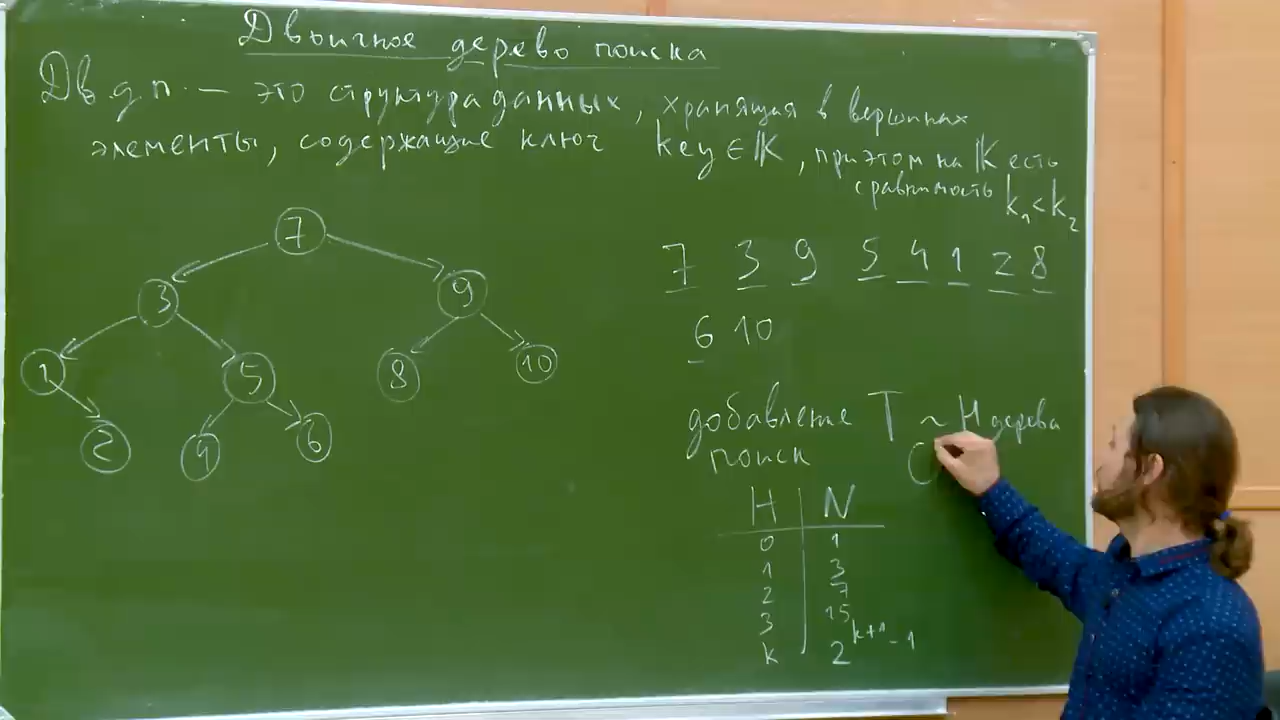 Двоичное дерево поиска
Дв. д. п. — это структура данных, хранящая в вершинах
элементы, содержащие ключ key ∈ K, при этом на K есть
сравнимость k₁<k₂
7 3 9 5 4 1 2 8
6 10
7
3 9
1 5 8 10
2 4 6
добавление T ~ H дерева
поиск O
H N
0 1
1 3
2 7
3 15
k 2^{k+1}-1